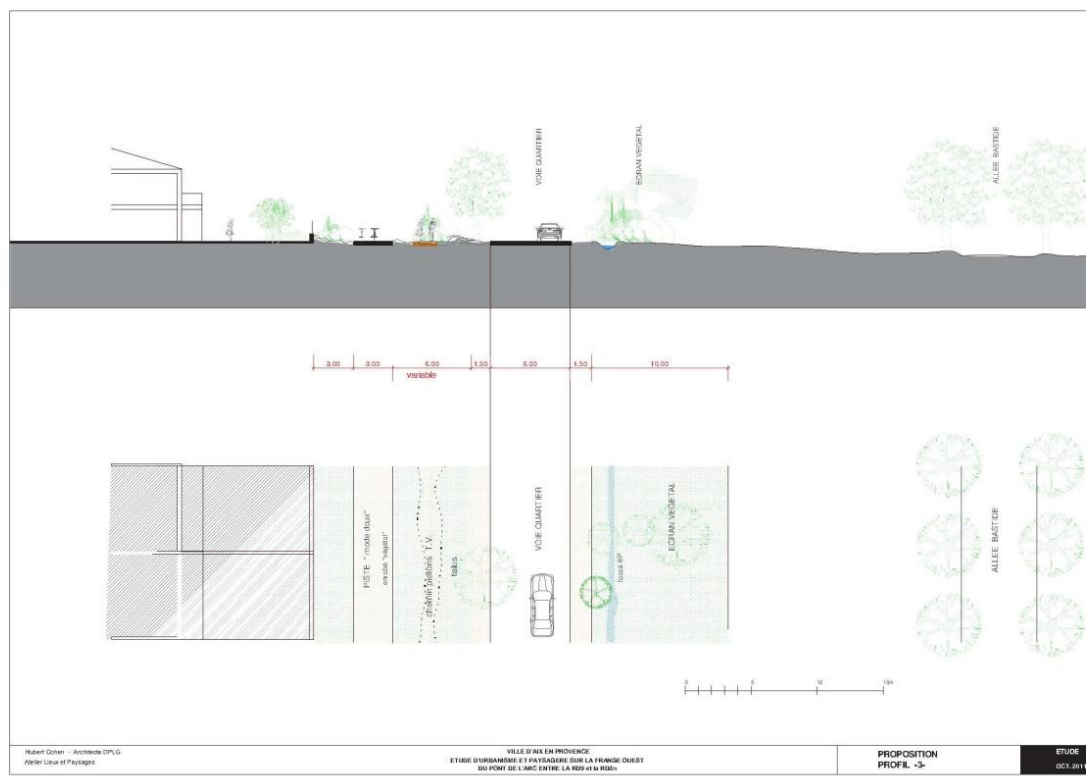 VOIE QUARTIER
ECRAN VEGETAL
ALLEE BASTIDE
3.00 3.00 6.00 1.50 6.00 1.50 10.00
variable
PISTE " mode doux"
enrobé "végétal"
chemin piétons T.V.
talus
VOIE QUARTIER
fossé EP
ECRAN VEGETAL
ALLEE BASTIDE
0 5 10 15m
Hubert Cohen - Architecte DPLG
Atelier Lieux et Paysages
VILLE D'AIX EN PROVENCE
ETUDE D'URBANISME ET PAYSAGERE SUR LA FRANGE OUEST
DU PONT DE L'ARC ENTRE LA RD9 et la RD8n
PROPOSITION
PROFIL -3-
ETUDE
OCT. 2011